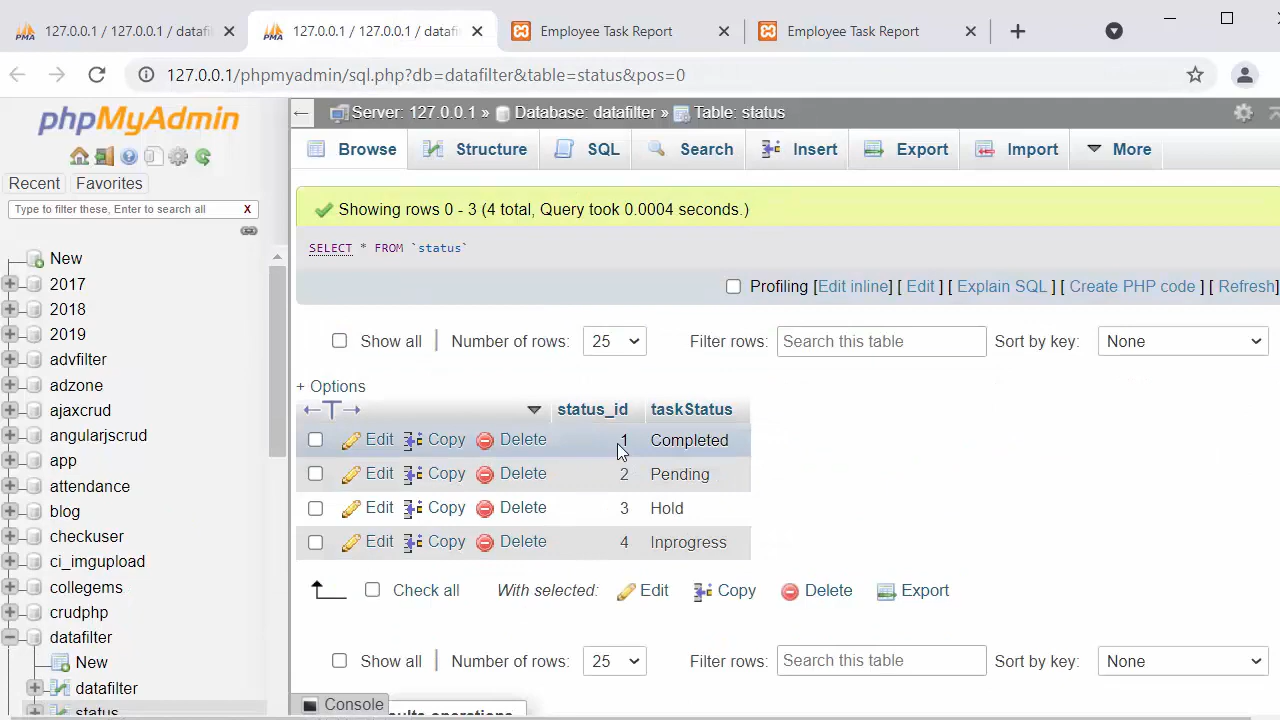 127.0.0.1 / 127.0.0.1 / datafi
127.0.0.1 / 127.0.0.1 / datafi
Employee Task Report
Employee Task Report
127.0.0.1/phpmyadmin/sql.php?db=datafilter&table=status&pos=0
phpMyAdmin
Recent
Favorites
Type to filter these, Enter to search all
X
New
2017
2018
2019
advfilter
adzone
ajaxcrud
angularjscrud
app
attendance
blog
checkuser
ci_imgupload
collegems
crudphp
datafilter
New
datafilter
status
Server: 127.0.0.1 » Database: datafilter » Table: status
Browse Structure SQL Search Insert Export Import More
Showing rows 0 - 3 (4 total, Query took 0.0004 seconds.)
SELECT * FROM `status`
Profiling [Edit inline] [ Edit ] [ Explain SQL ] [ Create PHP code ] [ Refresh]
Show all | Number of rows: 25 Filter rows: Search this table Sort by key: None
+ Options
status_id taskStatus
Edit Copy Delete 1 Completed
Edit Copy Delete 2 Pending
Edit Copy Delete 3 Hold
Edit Copy Delete 4 Inprogress
Check all With selected: Edit Copy Delete Export
Show all | Number of rows: 25 Filter rows: Search this table Sort by key: None
Console
operations